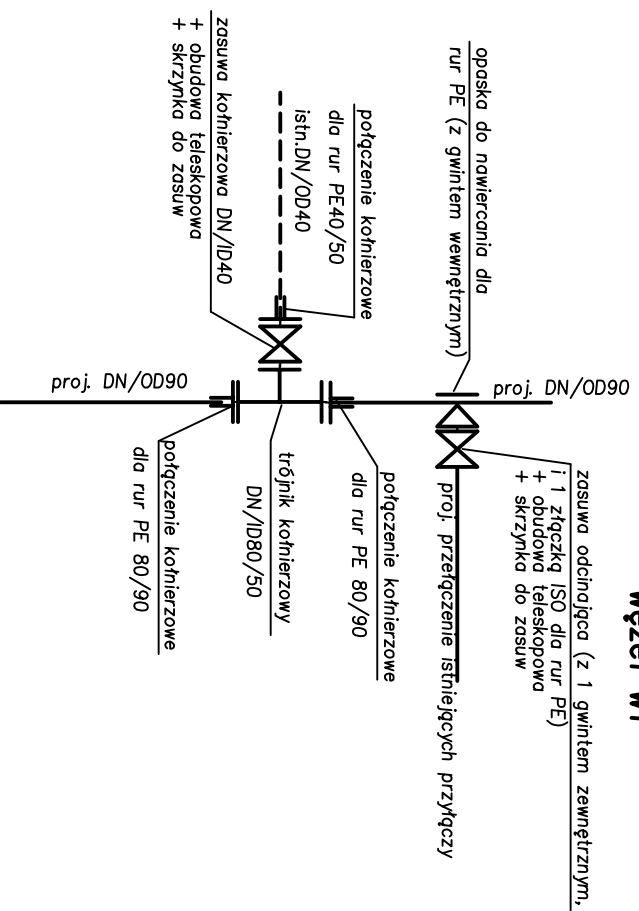 węzeł W1
zasuwa odcinająca (z 1 gwintem zewnętrznym,
i 1 złączką ISO dla rur PE)
+ obudowa teleskopowa
+ skrzynka do zasuw
proj. DN/OD90
opaska do nawiercania dla
rur PE (z gwintem wewnętrznym)
proj. przełączenie istniejących przyłączy
połączenie kołnierzowe
dla rur PE40/50
istn.DN/OD40
połączenie kołnierzowe
dla rur PE 80/90
zasuwa kołnierzowa DN/ID40
+ obudowa teleskopowa
+ skrzynka do zasuw
trójnik kołnierzowy
DN/ID80/50
proj. DN/OD90
połączenie kołnierzowe
dla rur PE 80/90